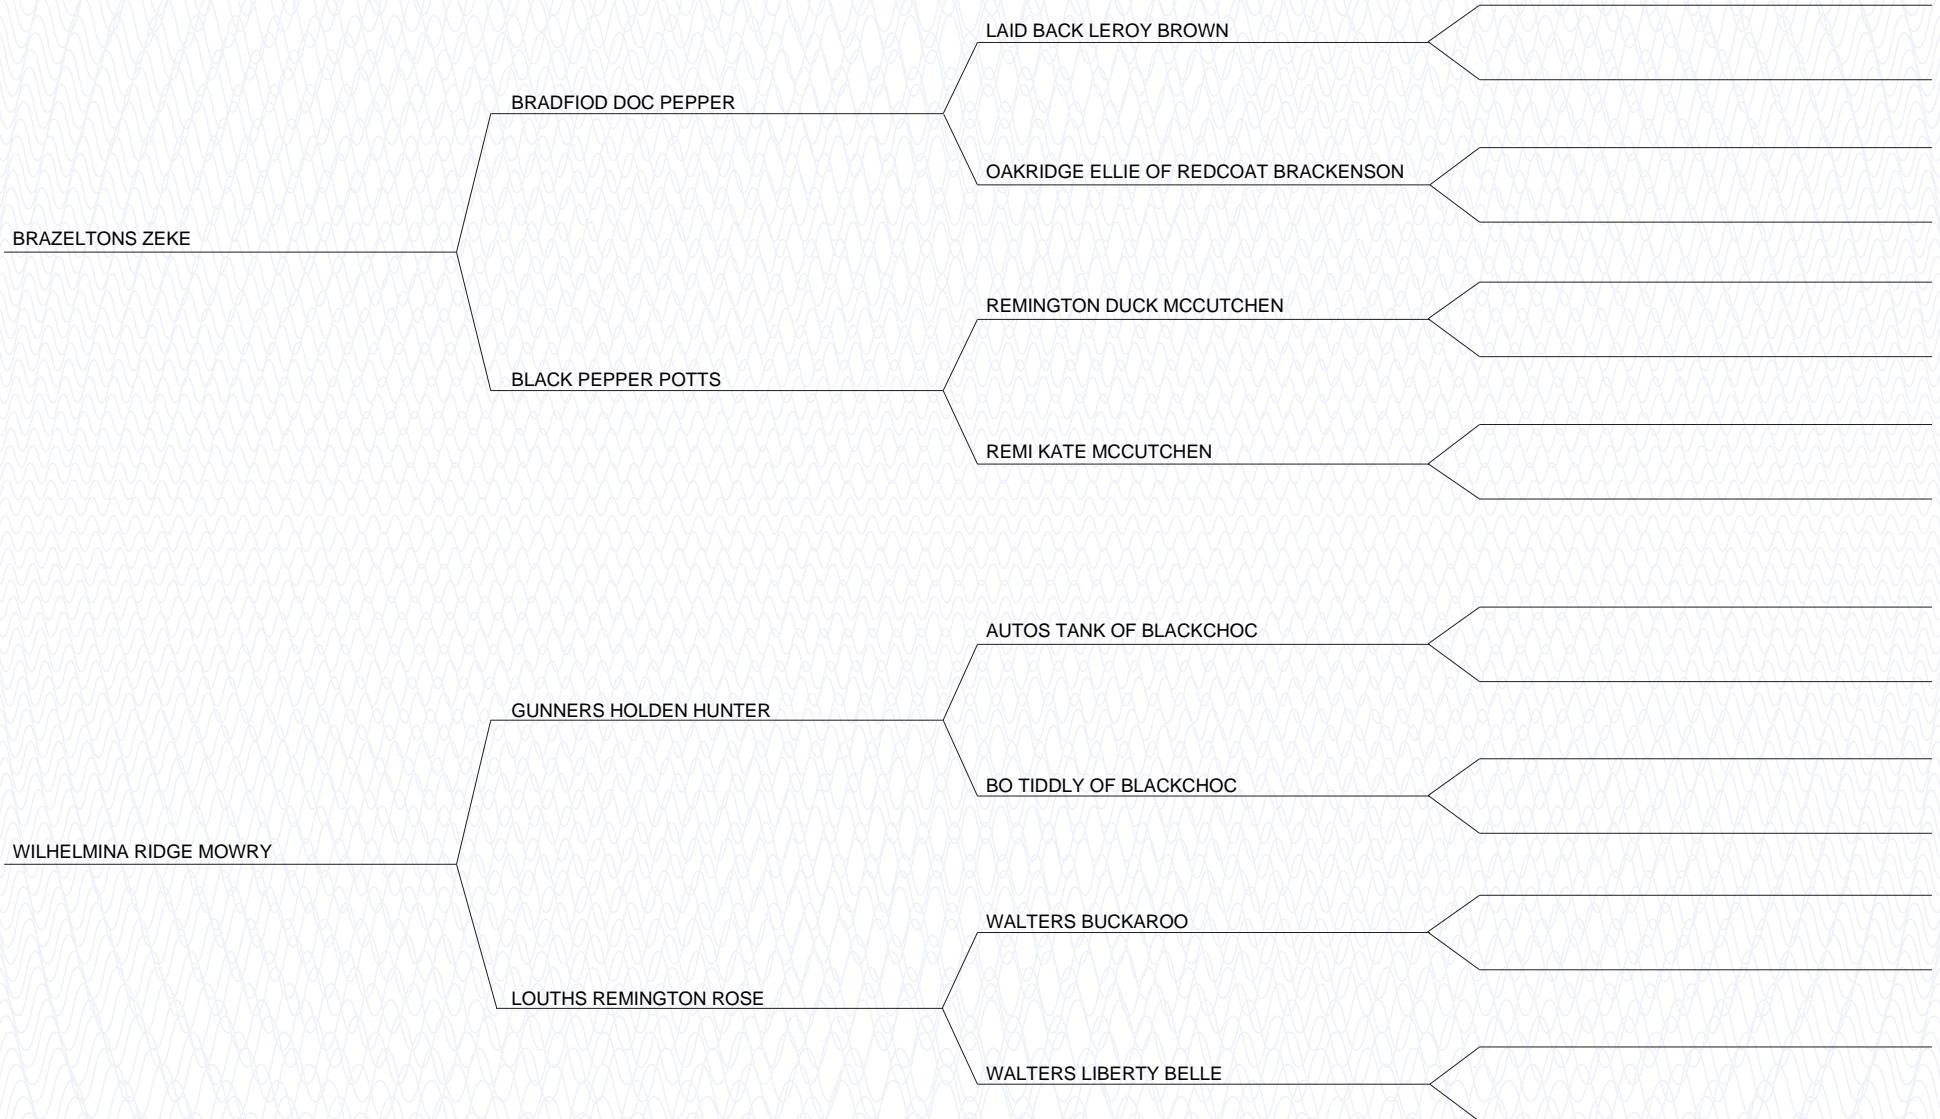 LAID BACK LEROY BROWN
BRADFIOD DOC PEPPER
OAKRIDGE ELLIE OF REDCOAT BRACKENSON
BRAZELTONS ZEKE
REMINGTON DUCK MCCUTCHEN
BLACK PEPPER POTTS
REMI KATE MCCUTCHEN
AUTOS TANK OF BLACKCHOC
GUNNERS HOLDEN HUNTER
BO TIDDLY OF BLACKCHOC
WILHELMINA RIDGE MOWRY
WALTERS BUCKAROO
LOUTHS REMINGTON ROSE
WALTERS LIBERTY BELLE